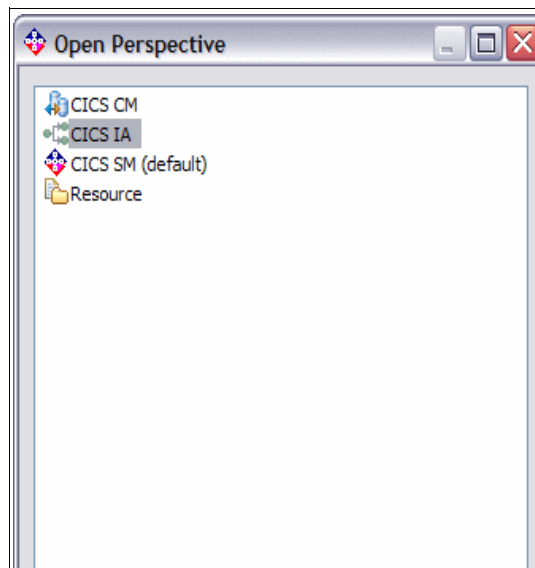 Open Perspective
CICS CM
CICS IA
CICS SM (default)
Resource